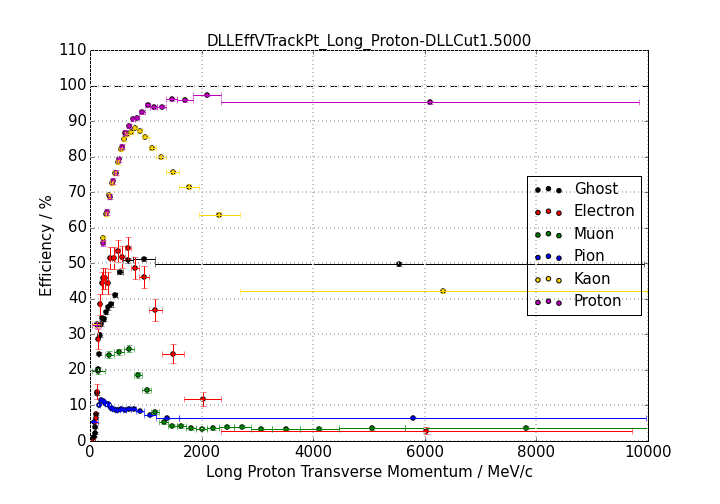 DLLEffVTrackPt_Long_Proton-DLLCut1.5000
110
100
90
80
70
60
50
40
30
20
10
0
Efficiency / %
Ghost
Electron
Muon
Pion
Kaon
Proton
0 2000 4000 6000 8000 10000
Long Proton Transverse Momentum / MeV/c